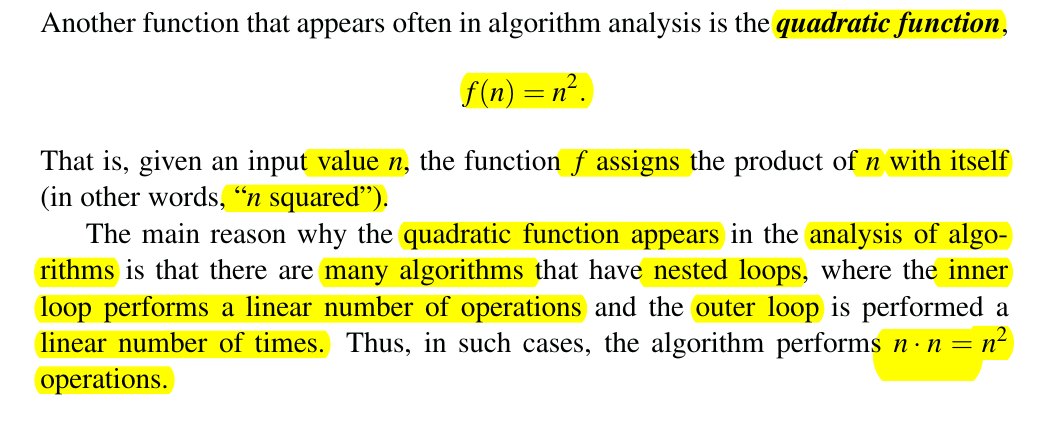 Another function that appears often in algorithm analysis is the quadratic function,
f(n) = n².
That is, given an input value n, the function f assigns the product of n with itself
(in other words, “n squared”).
The main reason why the quadratic function appears in the analysis of algo-
rithms is that there are many algorithms that have nested loops, where the inner
loop performs a linear number of operations and the outer loop is performed a
linear number of times. Thus, in such cases, the algorithm performs n · n = n²
operations.